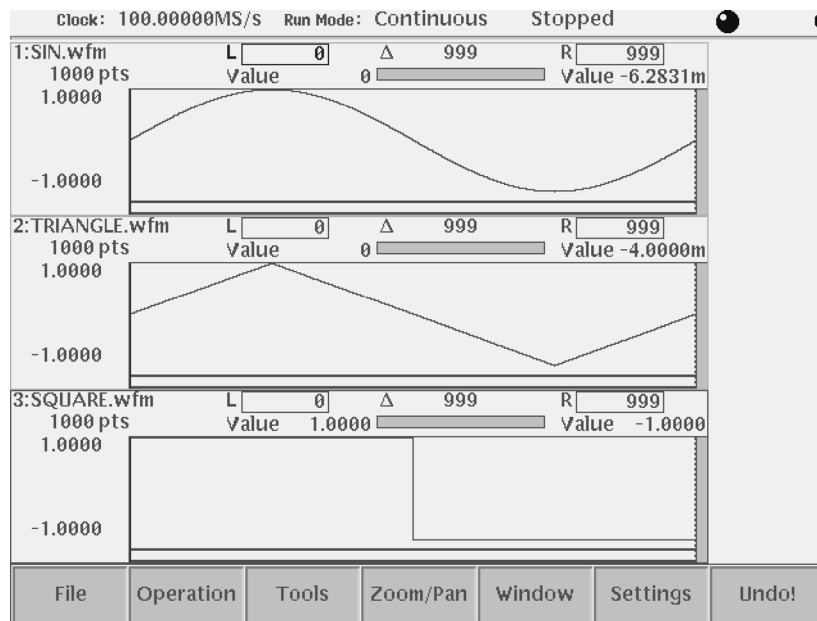 Clock: 100.00000MS/s Run Mode: Continuous Stopped
1:SIN.wfm L 0 Δ 999 R 999
1000 pts Value 0 Value -6.2831m
1.0000
-1.0000
2:TRIANGLE.wfm L 0 Δ 999 R 999
1000 pts Value 0 Value -4.0000m
1.0000
-1.0000
3:SQUARE.wfm L 0 Δ 999 R 999
1000 pts Value 1.0000 Value -1.0000
1.0000
-1.0000
File Operation Tools Zoom/Pan Window Settings Undo!